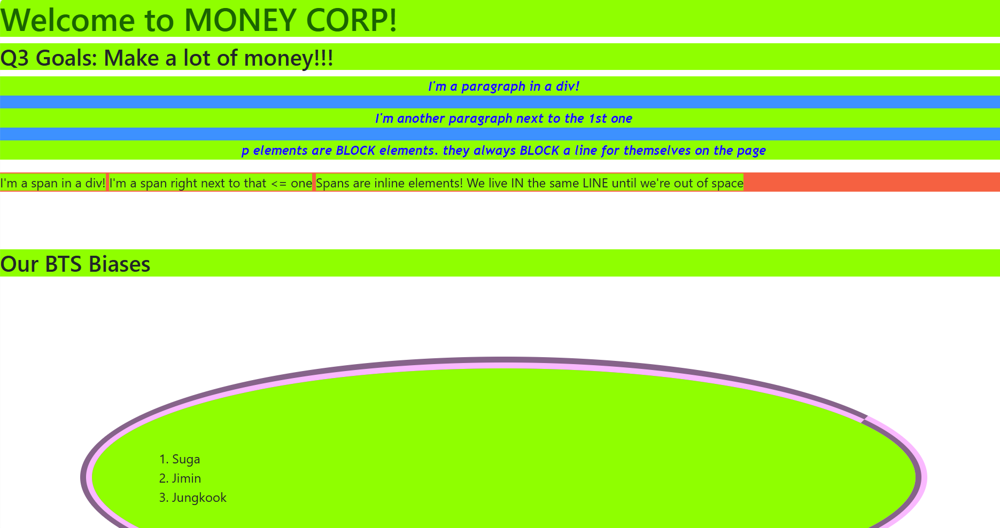 Welcome to MONEY CORP!
Q3 Goals: Make a lot of money!!!
I'm a paragraph in a div!
I'm another paragraph next to the 1st one
p elements are BLOCK elements. they always BLOCK a line for themselves on the page
I'm a span in a div! I'm a span right next to that <= one Spans are inline elements! We live IN the same LINE until we're out of space
Our BTS Biases
1. Suga
2. Jimin
3. Jungkook